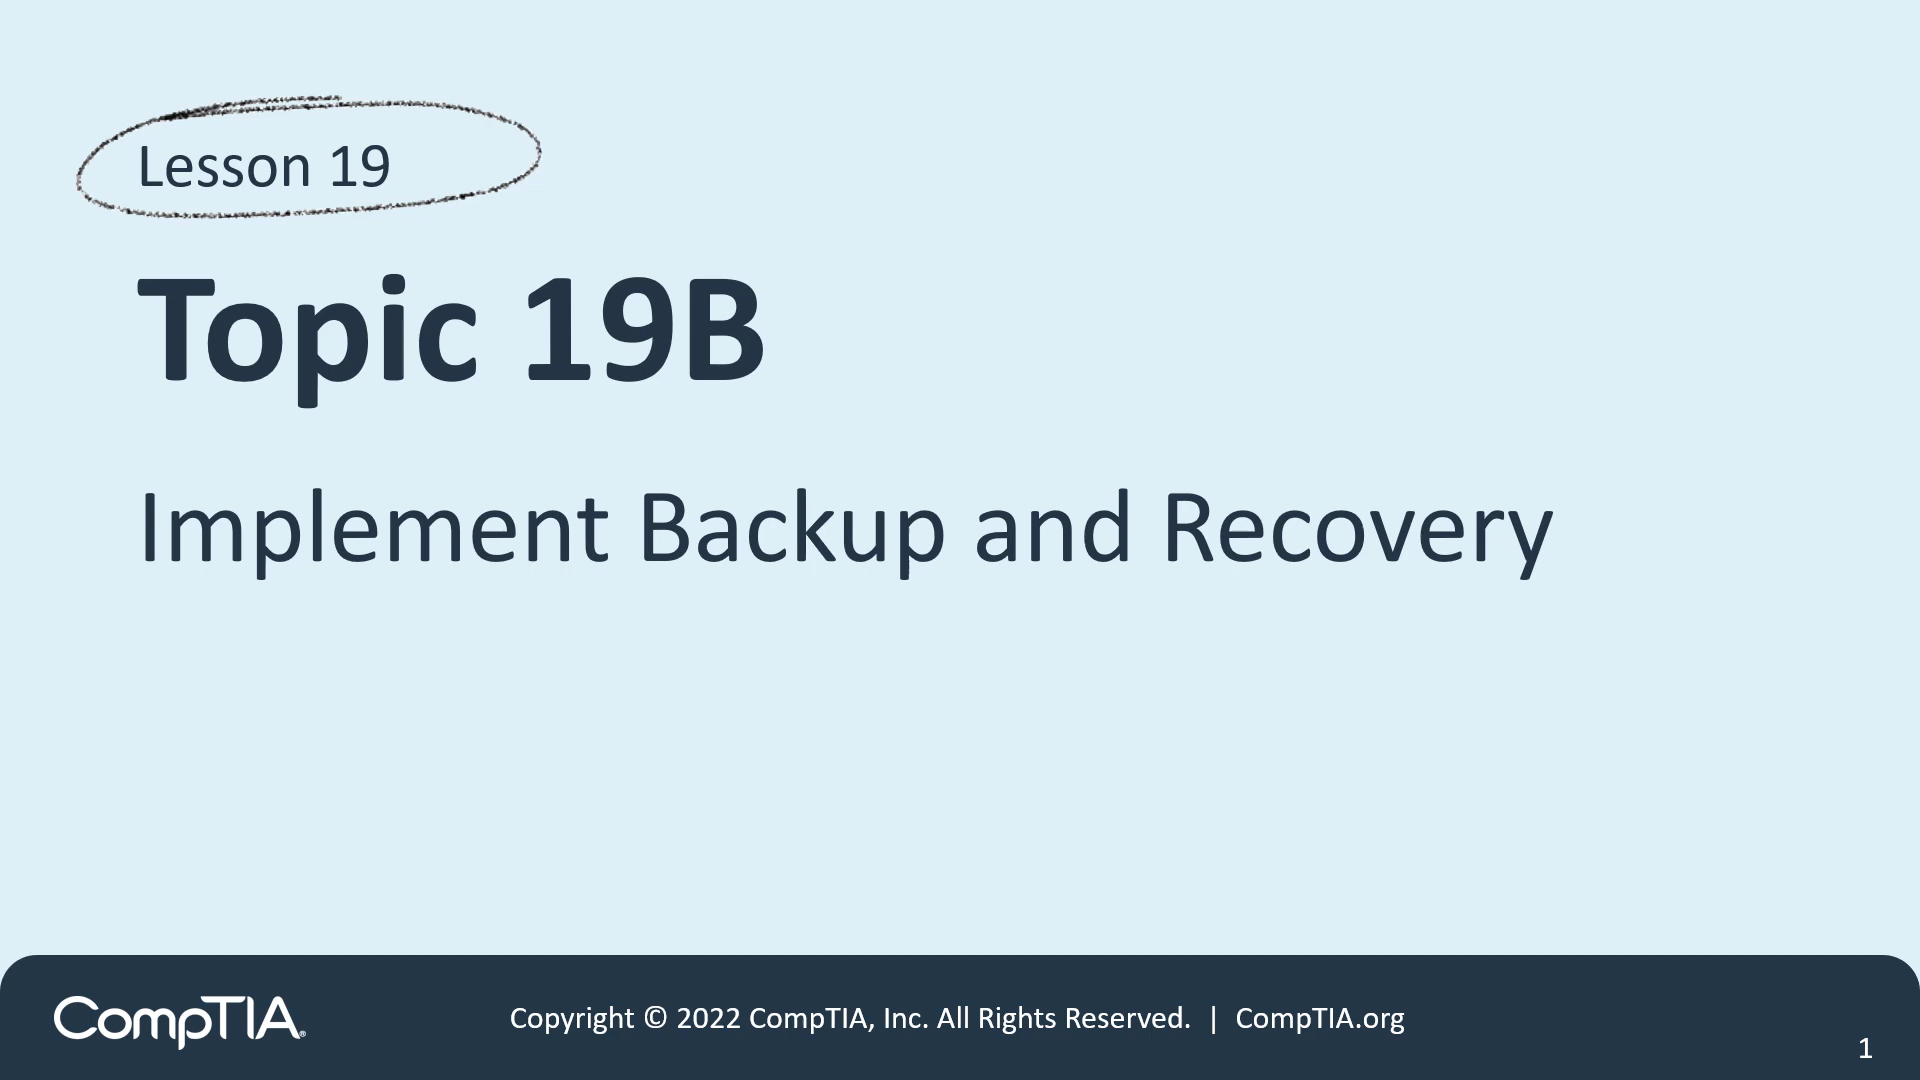 Lesson 19
Topic 19B
Implement Backup and Recovery
CompTIA®
Copyright © 2022 CompTIA, Inc. All Rights Reserved. | CompTIA.org
1